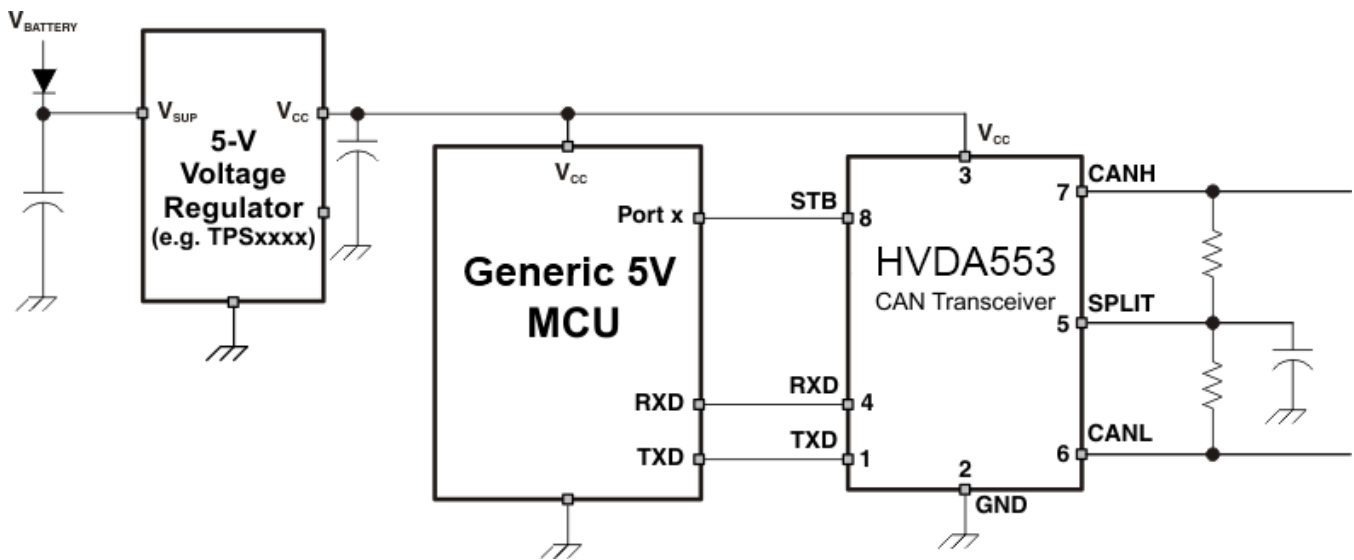 VBATTERY
VSUP
VCC
5-V
Voltage
Regulator
(e.g. TPSxxxx)
VCC
Port x
Generic 5V
MCU
RXD
TXD
STB
RXD
TXD
VCC
3
8
4
1
HVDA553
CAN Transceiver
7
5
6
2
GND
CANH
SPLIT
CANL